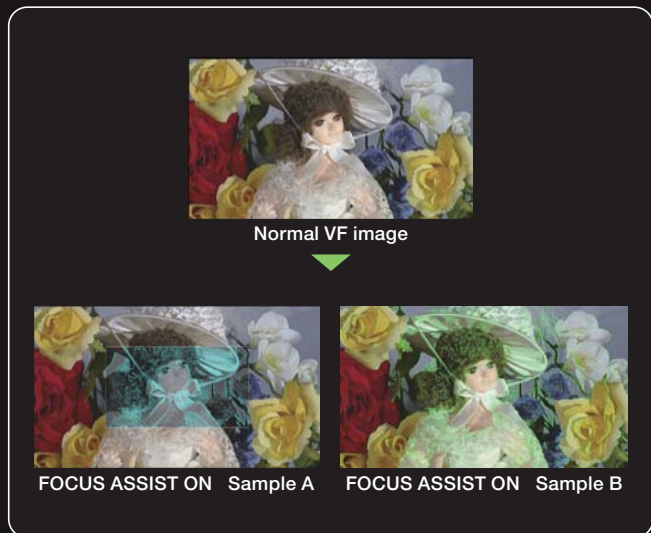 Normal VF image
FOCUS ASSIST ON Sample A
FOCUS ASSIST ON Sample B